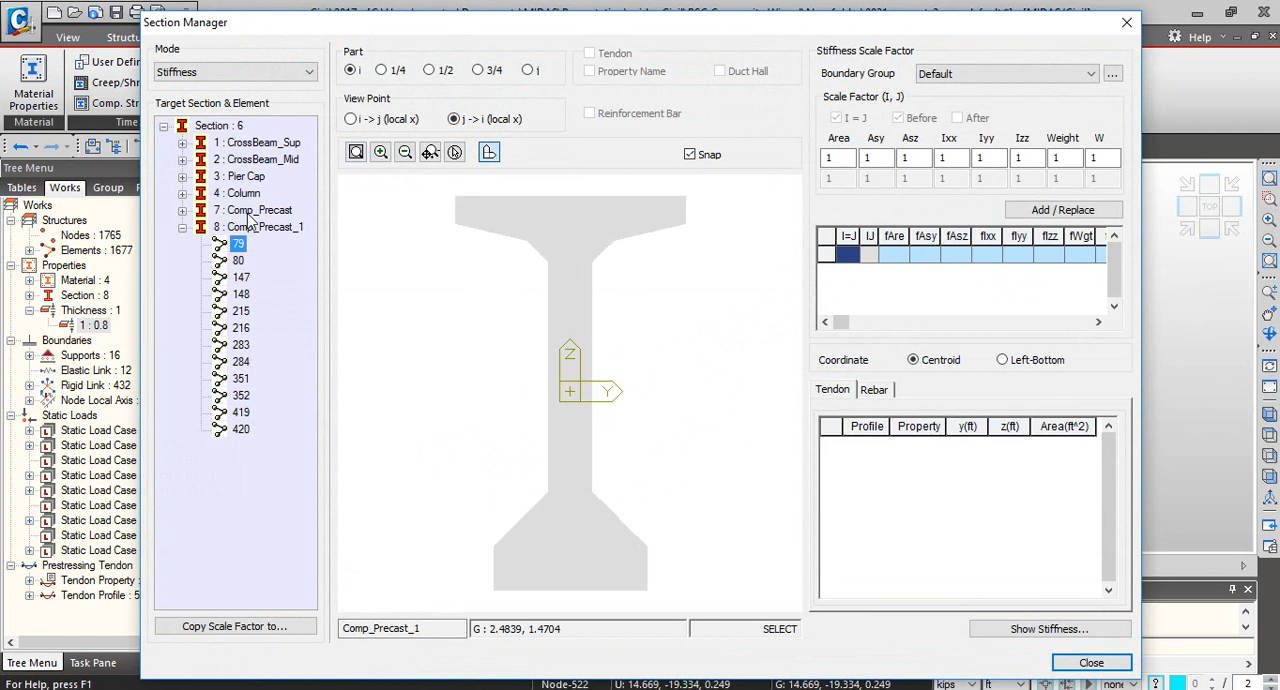 Section Manager
View
Structu
Help
Material
Properties
User Defin
Creep/Shr
Comp. Str
Material
Time
Tree Menu
Tables
Works
Group
Works
Structures
Nodes : 1765
Elements : 1677
Properties
Material : 4
Section : 8
Thickness : 1
1 : 0.8
Boundaries
Supports : 16
Elastic Link : 12
Rigid Link : 432
Node Local Axis :
Static Loads
Static Load Case
Static Load Case
Static Load Case
Static Load Case
Static Load Case
Static Load Case
Static Load Case
Static Load Case
Static Load Case
Prestressing Tendon
Tendon Property :
Tendon Profile : 5
Tree Menu
Task Pane
For Help, press F1
Mode
Stiffness
Target Section & Element
Section : 6
1 : CrossBeam_Sup
2 : CrossBeam_Mid
3 : Pier Cap
4 : Column
7 : Comp_Precast
8 : Comp_Precast_1
79
80
147
148
215
216
283
284
351
352
419
420
Copy Scale Factor to...
Part
i
1/4
1/2
3/4
j
View Point
i -> j (local x)
j -> i (local x)
Tendon
Property Name
Duct Hall
Reinforcement Bar
Snap
Z
Y
Comp_Precast_1
G : 2.4839, 1.4704
SELECT
Stiffness Scale Factor
Boundary Group
Default
...
Scale Factor (I, J)
I = J
Before
After
Area Asy Asz Ixx Iyy Izz Weight W
1 1 1 1 1 1 1 1
1 1 1 1 1 1 1 1
Add / Replace
I=J IJ fAre fAsy fAsz fIxx fIyy fIzz fWgt
Coordinate
Centroid
Left-Bottom
Tendon
Rebar
Profile Property y(ft) z(ft) Area(ft^2)
Show Stiffness...
Close
TOP
Node-522
U: 14.669, -19.334, 0.249
G: 14.669, -19.334, 0.249
kips
ft
none
0
/
2